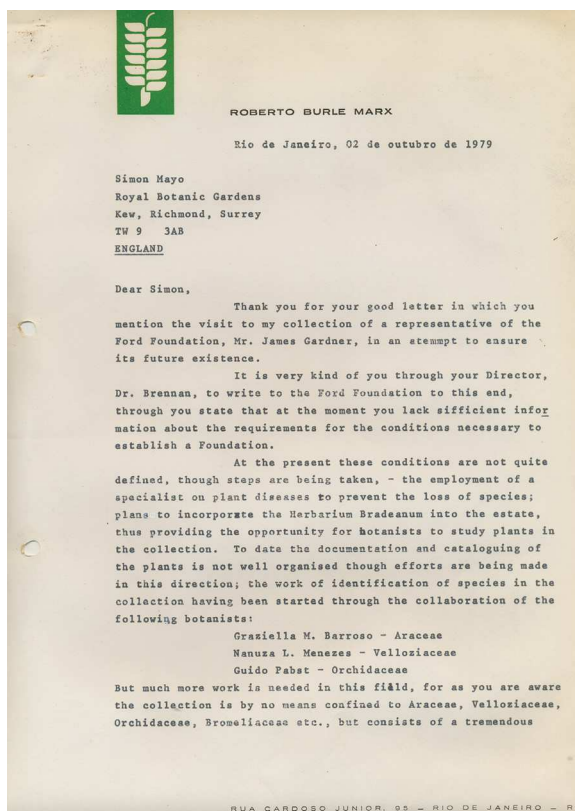 ROBERTO BURLE MARX
Rio de Janeiro, 02 de outubro de 1979
Simon Mayo
Royal Botanic Gardens
Kew, Richmond, Surrey
TW 9 3AB
ENGLAND
Dear Simon,
Thank you for your good letter in which you
mention the visit to my collection of a representative of the
Ford Foundation, Mr. James Gardner, in an atempt to ensure
its future existence.
It is very kind of you through your Director,
Dr. Brennan, to write to the Ford Foundation to this end,
through you state that at the moment you lack sifficient infor
mation about the requirements for the conditions necessary to
establish a Foundation.
At the present these conditions are not quite
defined, though steps are being taken, - the employment of a
specialist on plant diseases to prevent the loss of species;
plans to incorporate the Herbarium Bradeanum into the estate,
thus providing the opportunity for botanists to study plants in
the collection. To date the documentation and cataloguing of
the plants is not well organised though efforts are being made
in this direction; the work of identification of species in the
collection having been started through the collaboration of the
following botanists:
Graziella M. Barroso - Araceae
Nanuza L. Menezes - Velloziaceae
Guido Pabst - Orchidaceae
But much more work is needed in this field, for as you are aware
the collection is by no means confined to Araceae, Velloziaceae,
Orchidaceae, Bromeliaceae etc., but consists of a tremendous
RUA CARDOSO JUNIOR, 95 - RIO DE JANEIRO - R